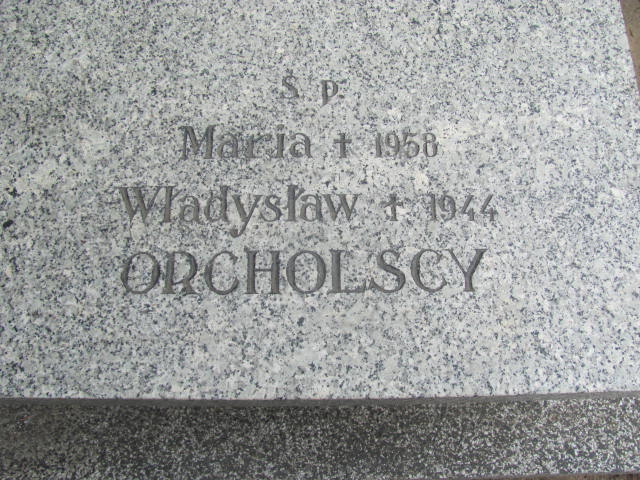 Ś. p.
Maria † 1958
Władysław † 1944
ORCHOLSCY